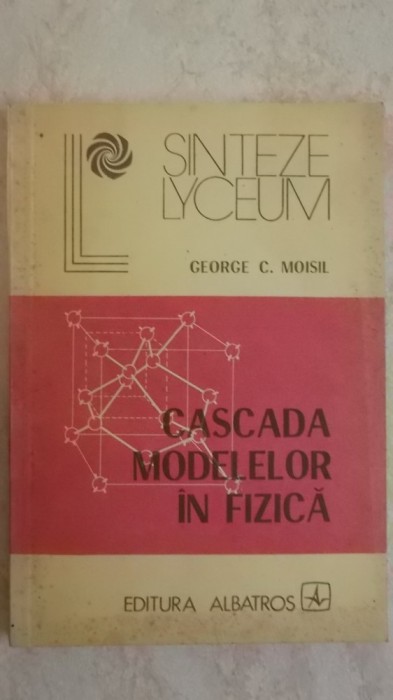 SINTEZE
LYCEUM
GEORGE C. MOISIL
CASCADA
MODELELOR
ÎN FIZICĂ
EDITURA ALBATROS